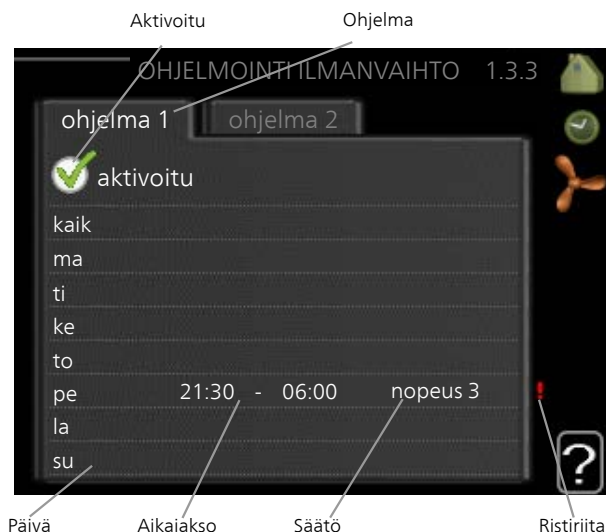 Aktivoitu Ohjelma
OHJELMOINTI ILMANVAIHTO 1.3.3
ohjelma 1 ohjelma 2
aktivoitu
kaik
ma
ti
ke
to
pe 21:30 - 06:00 nopeus 3 !
la
su
?
Päivä Aikajakso Säätö Ristiriita